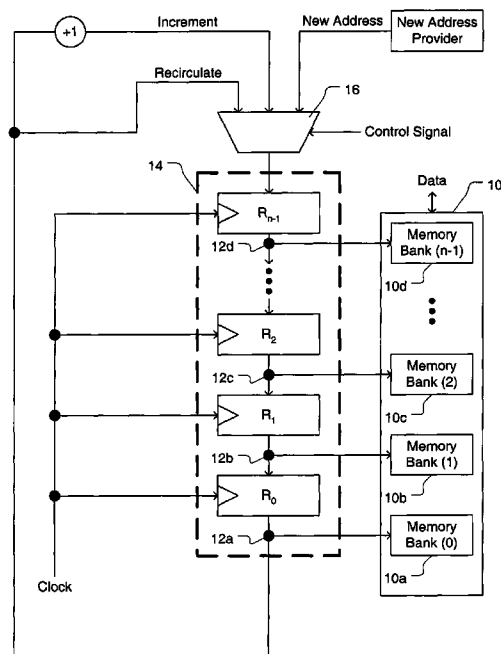 +1
Increment
New Address
New Address
Provider
Recirculate
16
Control Signal
14
Data
10
Rn-1
12d
Memory
Bank (n-1)
10d
R2
12c
Memory
Bank (2)
10c
R1
12b
Memory
Bank (1)
10b
R0
12a
Memory
Bank (0)
10a
Clock